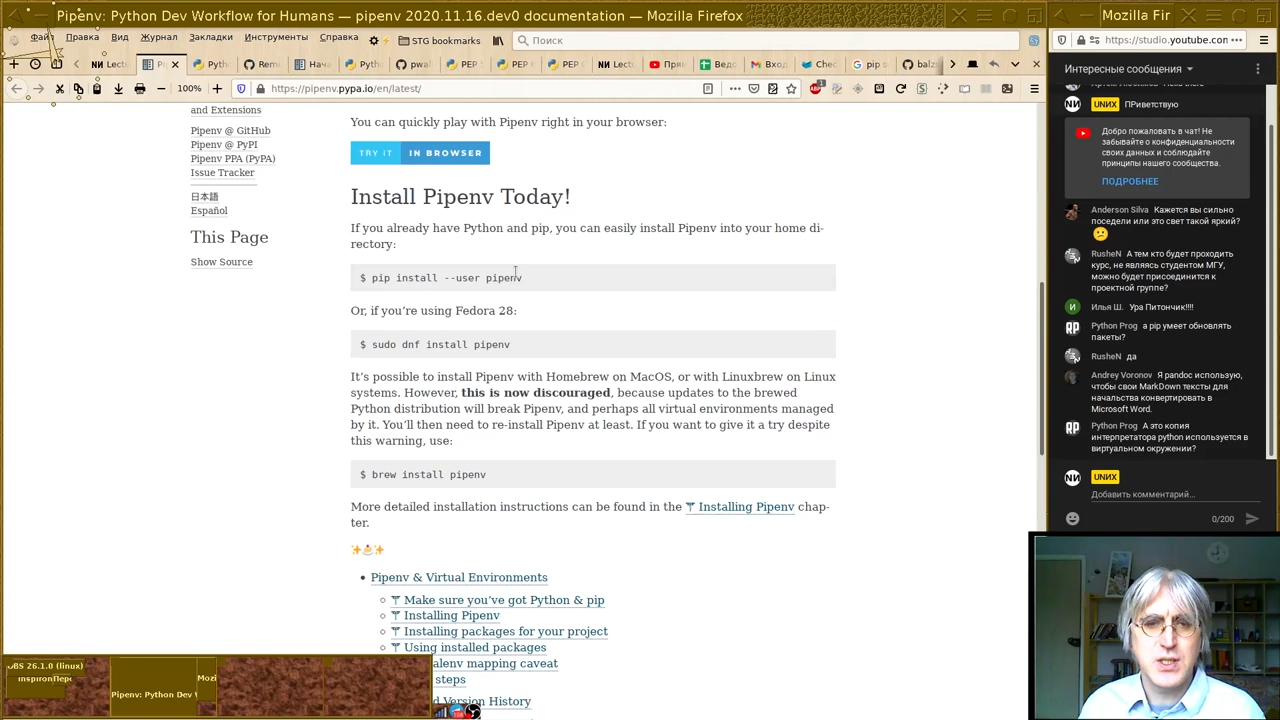 Pipenv: Python Dev Workflow for Humans — pipenv 2020.11.16.dev0 documentation — Mozilla Firefox
Mozilla Fir
Файл Правка Вид Журнал Закладки Инструменты Справка
STG bookmarks
Поиск
https://studio.youtube.con
100%
https://pipenv.pypa.io/en/latest/
and Extensions
Pipenv @ GitHub
Pipenv @ PyPI
Pipenv PPA (PyPA)
Issue Tracker
日本語
Español
This Page
Show Source
You can quickly play with Pipenv right in your browser:
TRY IT IN BROWSER
Install Pipenv Today!
If you already have Python and pip, you can easily install Pipenv into your home di-
rectory:
$ pip install --user pipenv
Or, if you’re using Fedora 28:
$ sudo dnf install pipenv
It’s possible to install Pipenv with Homebrew on MacOS, or with Linuxbrew on Linux
systems. However, this is now discouraged, because updates to the brewed
Python distribution will break Pipenv, and perhaps all virtual environments managed
by it. You’ll then need to re-install Pipenv at least. If you want to give it a try despite
this warning, use:
$ brew install pipenv
More detailed installation instructions can be found in the Installing Pipenv chap-
ter.
Pipenv & Virtual Environments
Make sure you’ve got Python & pip
Installing Pipenv
Installing packages for your project
Using installed packages
alenv mapping caveat
steps
d Version History
Интересные сообщения
UNIX ПРиветствую
Добро пожаловать в чат! Не
забывайте о конфиденциальности
своих данных и соблюдайте
принципы нашего сообщества.
ПОДРОБНЕЕ
Anderson Silva Кажется вы сильно
поседели или это свет такой яркий?
RusheN А тем кто будет проходить
курс, не являясь студентом МГУ,
можно будет присоединится к
проектной группе?
Илья Ш. Ура Питончик!!!!
Python Prog а pip умеет обновлять
пакеты?
RusheN да
Andrey Voronov Я pandoc использую,
чтобы свои MarkDown тексты для
начальства конвертировать в
Microsoft Word.
Python Prog А это копия
интерпретатора python используется в
виртуальном окружении?
UNIX
Добавить комментарий...
0/200
OBS 26.1.0 (linux)
Pipenv: Python Dev
Mozi